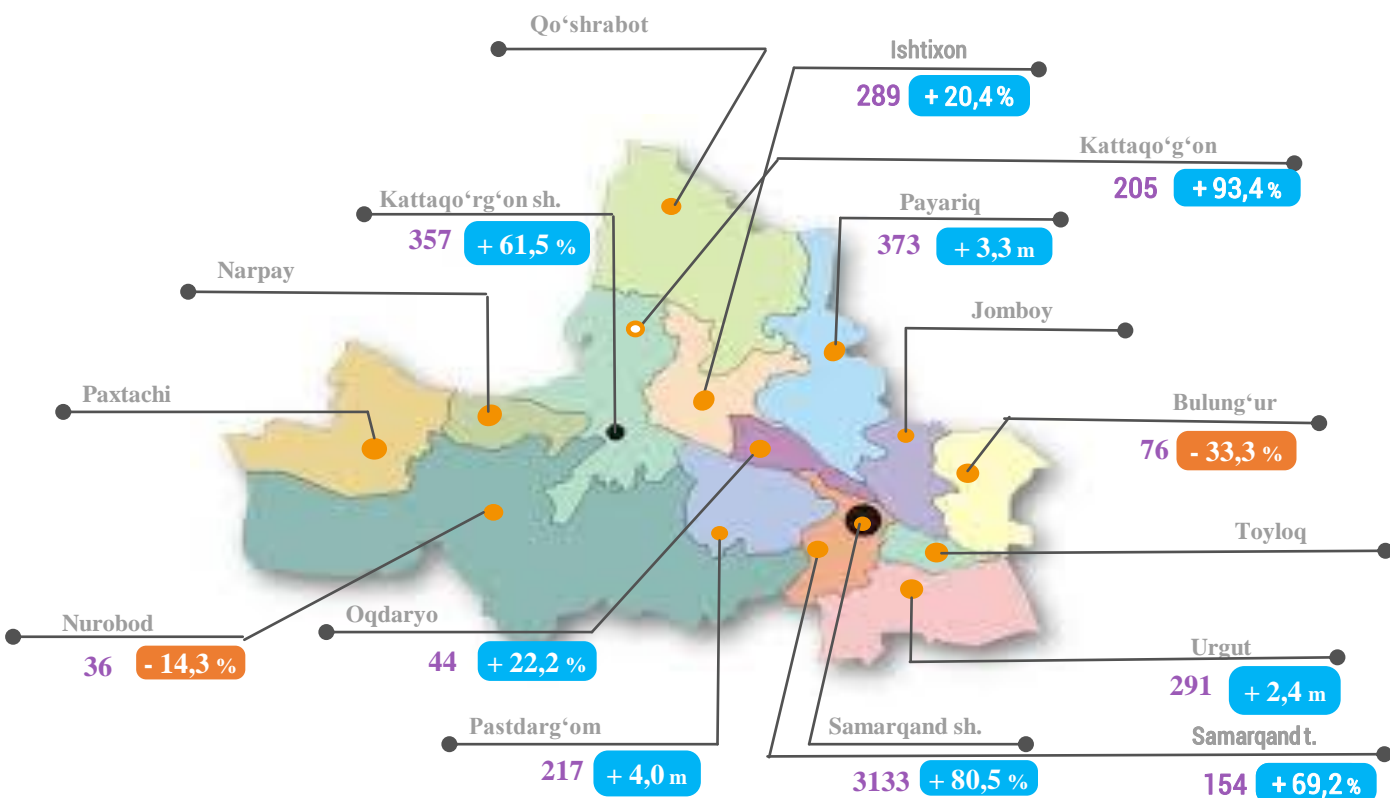 Qo‘shrabot
Ishtixon
289 + 20,4 %
Kattaqo‘g‘on
205 + 93,4 %
Kattaqo‘rg‘on sh.
357 + 61,5 %
Payariq
373 + 3,3 m
Narpay
Jomboy
Paxtachi
Bulung‘ur
76 - 33,3 %
Toyloq
Nurobod
36 - 14,3 %
Oqdaryo
44 + 22,2 %
Urgut
291 + 2,4 m
Pastdarg‘om
217 + 4,0 m
Samarqand sh.
3133 + 80,5 %
Samarqand t.
154 + 69,2 %